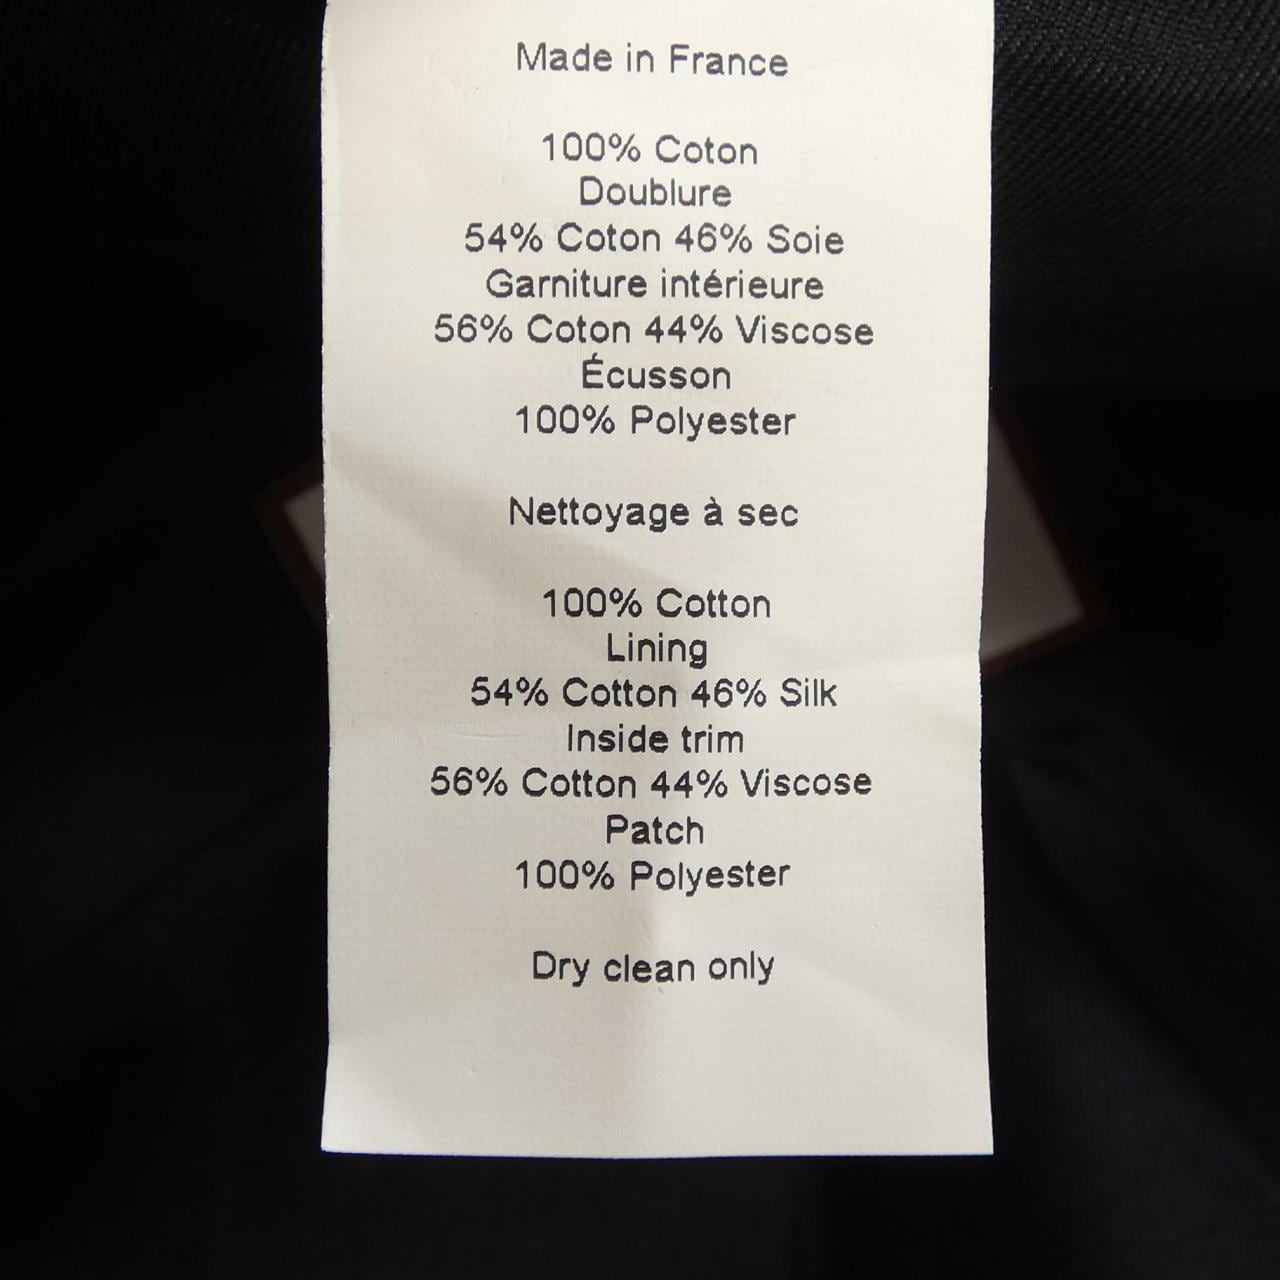 Made in France
100% Coton
Doublure
54% Coton 46% Soie
Garniture intérieure
56% Coton 44% Viscose
Écusson
100% Polyester
Nettoyage à sec
100% Cotton
Lining
54% Cotton 46% Silk
Inside trim
56% Cotton 44% Viscose
Patch
100% Polyester
Dry clean only